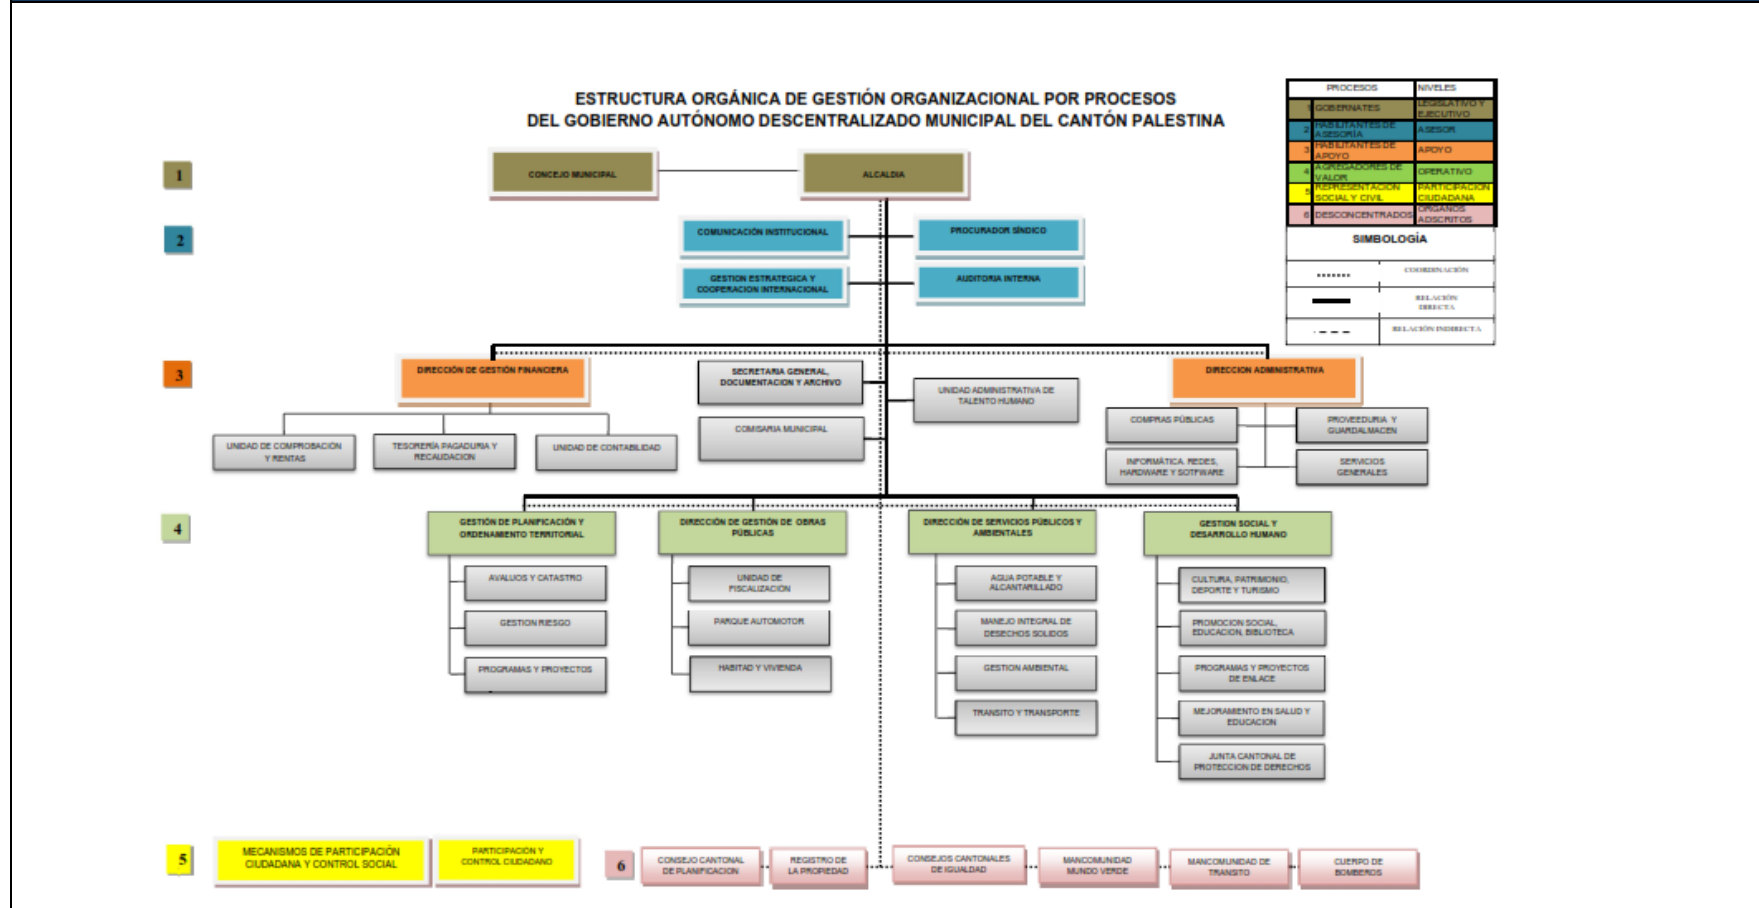 ESTRUCTURA ORGÁNICA DE GESTIÓN ORGANIZACIONAL POR PROCESOS
DEL GOBIERNO AUTÓNOMO DESCENTRALIZADO MUNICIPAL DEL CANTÓN PALESTINA
PROCESOS NIVELES
1 GOBERNATES LEGISLATIVO Y
EJECUTIVO
2 HABILITANTES DE
ASESORÍA ASESOR
3 HABILITANTES DE
APOYO APOYO
4 AGREGADORES DE
VALOR OPERATIVO
5 REPRESENTACION
SOCIAL Y CIVIL PARTICIPACION
CIUDADANA
6 DESCONCENTRADOS ORGANOS
ADSCRITOS
SIMBOLOGÍA
COORDINACIÓN
RELACIÓN
DIRECTA
RELACIÓN INDIRECTA
1
CONCEJO MUNICIPAL
ALCALDIA
2
COMUNICACIÓN INSTITUCIONAL
PROCURADOR SÍNDICO
GESTION ESTRATEGICA Y
COOPERACION INTERNACIONAL
AUDITORIA INTERNA
3
DIRECCIÓN DE GESTIÓN FINANCIERA
SECRETARIA GENERAL,
DOCUMENTACION Y ARCHIVO
UNIDAD ADMINISTRATIVA DE
TALENTO HUMANO
DIRECCION ADMINISTRATIVA
COMISARIA MUNICIPAL
UNIDAD DE COMPROBACIÓN
Y RENTAS
TESORERÍA PAGADURIA Y
RECAUDACION
UNIDAD DE CONTABILIDAD
COMPRAS PÚBLICAS
PROVEEDURIA Y
GUARDALMACEN
INFORMÁTICA. REDES,
HARDWARE Y SOTFWARE
SERVICIOS
GENERALES
4
GESTIÓN DE PLANIFICACIÓN Y
ORDENAMIENTO TERRITORIAL
AVALUOS Y CATASTRO
GESTION RIESGO
PROGRAMAS Y PROYECTOS
DIRECCIÓN DE GESTIÓN DE OBRAS
PÚBLICAS
UNIDAD DE
FISCALIZACIÓN
PARQUE AUTOMOTOR
HABITAD Y VIVIENDA
DIRECCIÓN DE SERVICIOS PÚBLICOS Y
AMBIENTALES
AGUA POTABLE Y
ALCANTARILLADO
MANEJO INTEGRAL DE
DESECHOS SOLIDOS
GESTION AMBIENTAL
TRANSITO Y TRANSPORTE
GESTION SOCIAL Y
DESARROLLO HUMANO
CULTURA, PATRIMONIO,
DEPORTE Y TURISMO
PROMOCION SOCIAL,
EDUCACION, BIBLIOTECA
PROGRAMAS Y PROYECTOS
DE ENLACE
MEJORAMIENTO EN SALUD Y
EDUCACION
JUNTA CANTONAL DE
PROTECCION DE DERECHOS
5
MECANISMOS DE PARTICIPACIÓN
CIUDADANA Y CONTROL SOCIAL
PARTICIPACIÓN Y
CONTROL CIUDADANO
6
CONSEJO CANTONAL
DE PLANIFICACION
REGISTRO DE
LA PROPIEDAD
CONSEJOS CANTONALES
DE IGUALDAD
MANCOMUNIDAD
MUNDO VERDE
MANCOMUNIDAD DE
TRANSITO
CUERPO DE
BOMBEROS